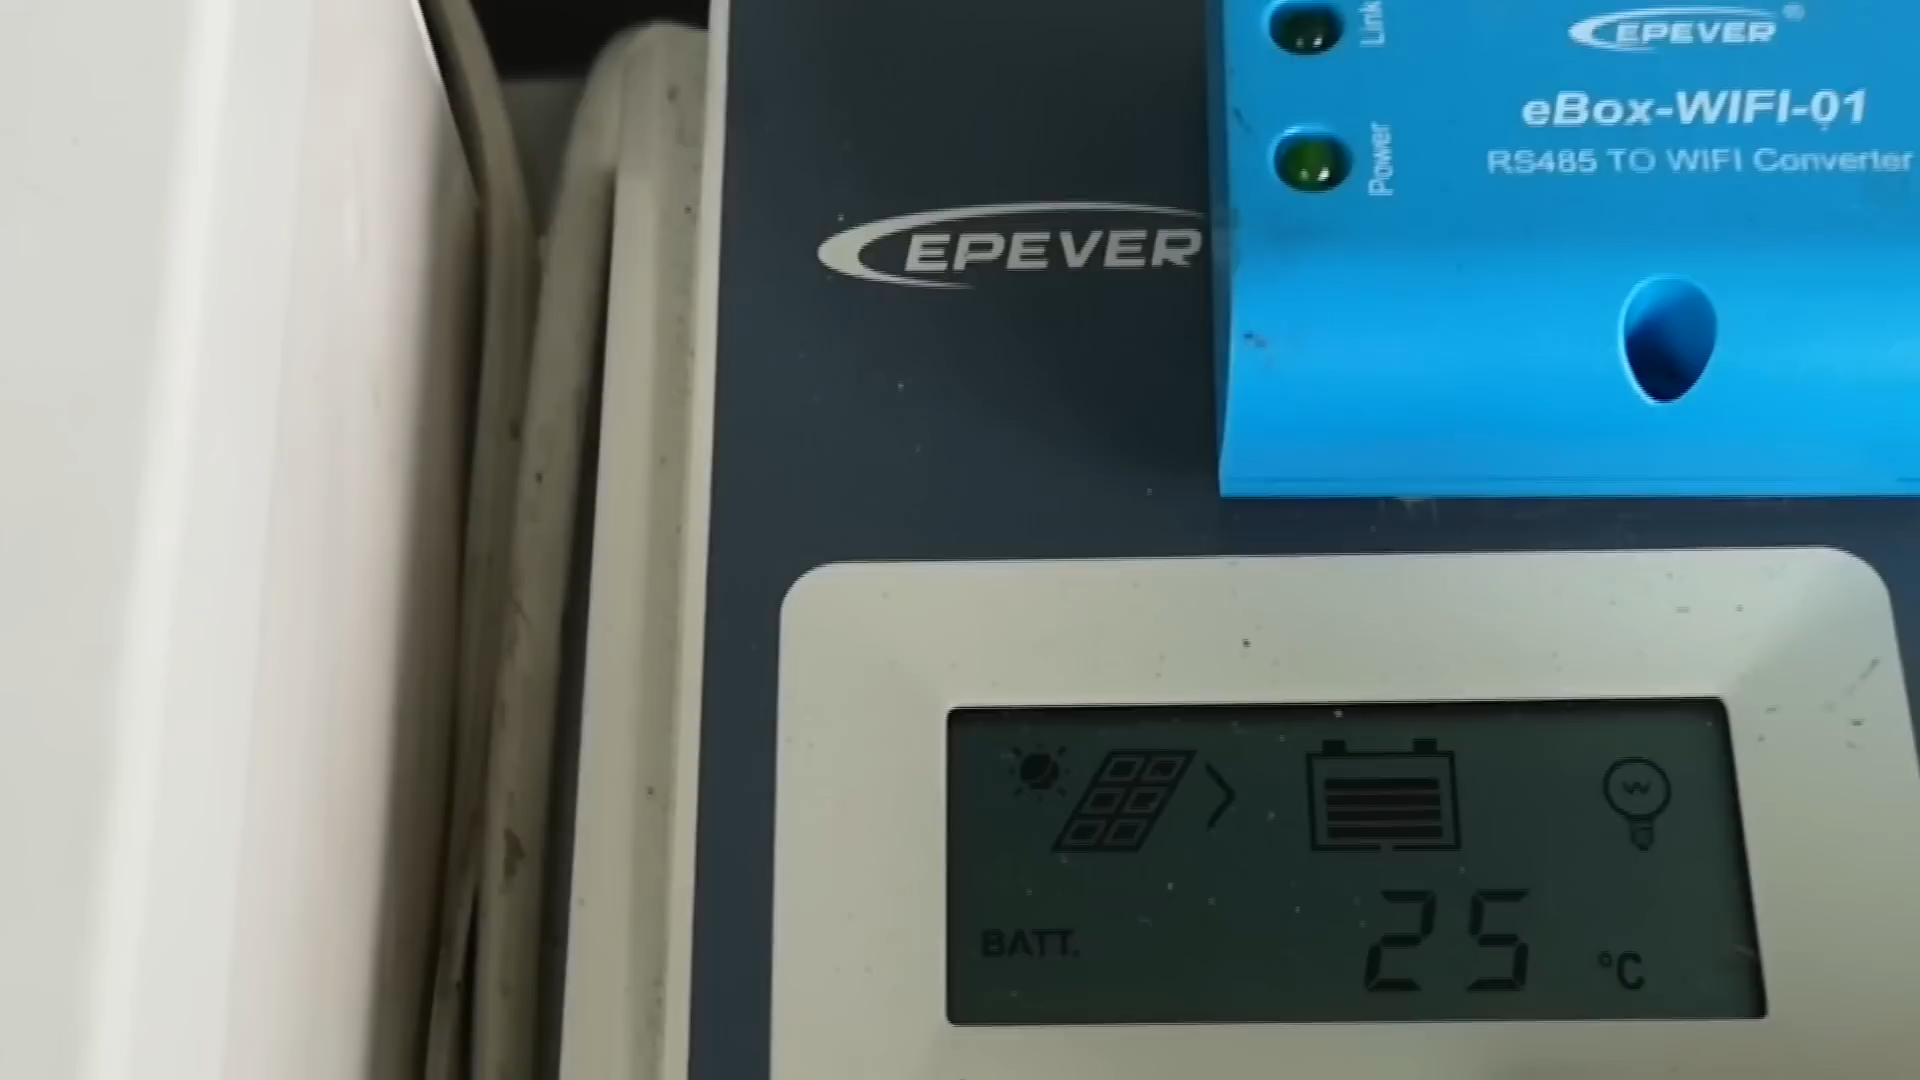 Link
EPEVER®
eBox-WIFI-01
Power
RS485 TO WIFI Converter
EPEVER
BATT.
25 °C